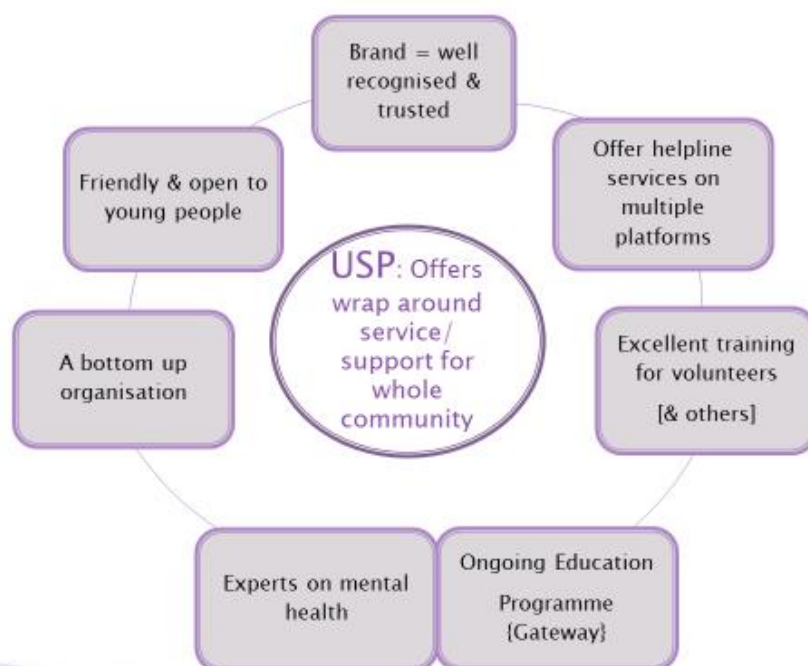 Brand = well
recognised &
trusted
Offer helpline
services on
multiple
platforms
Excellent training
for volunteers
[& others]
Ongoing Education
Programme
{Gateway}
Experts on mental
health
A bottom up
organisation
Friendly & open to
young people
USP: Offers
wrap around
service/
support for
whole
community